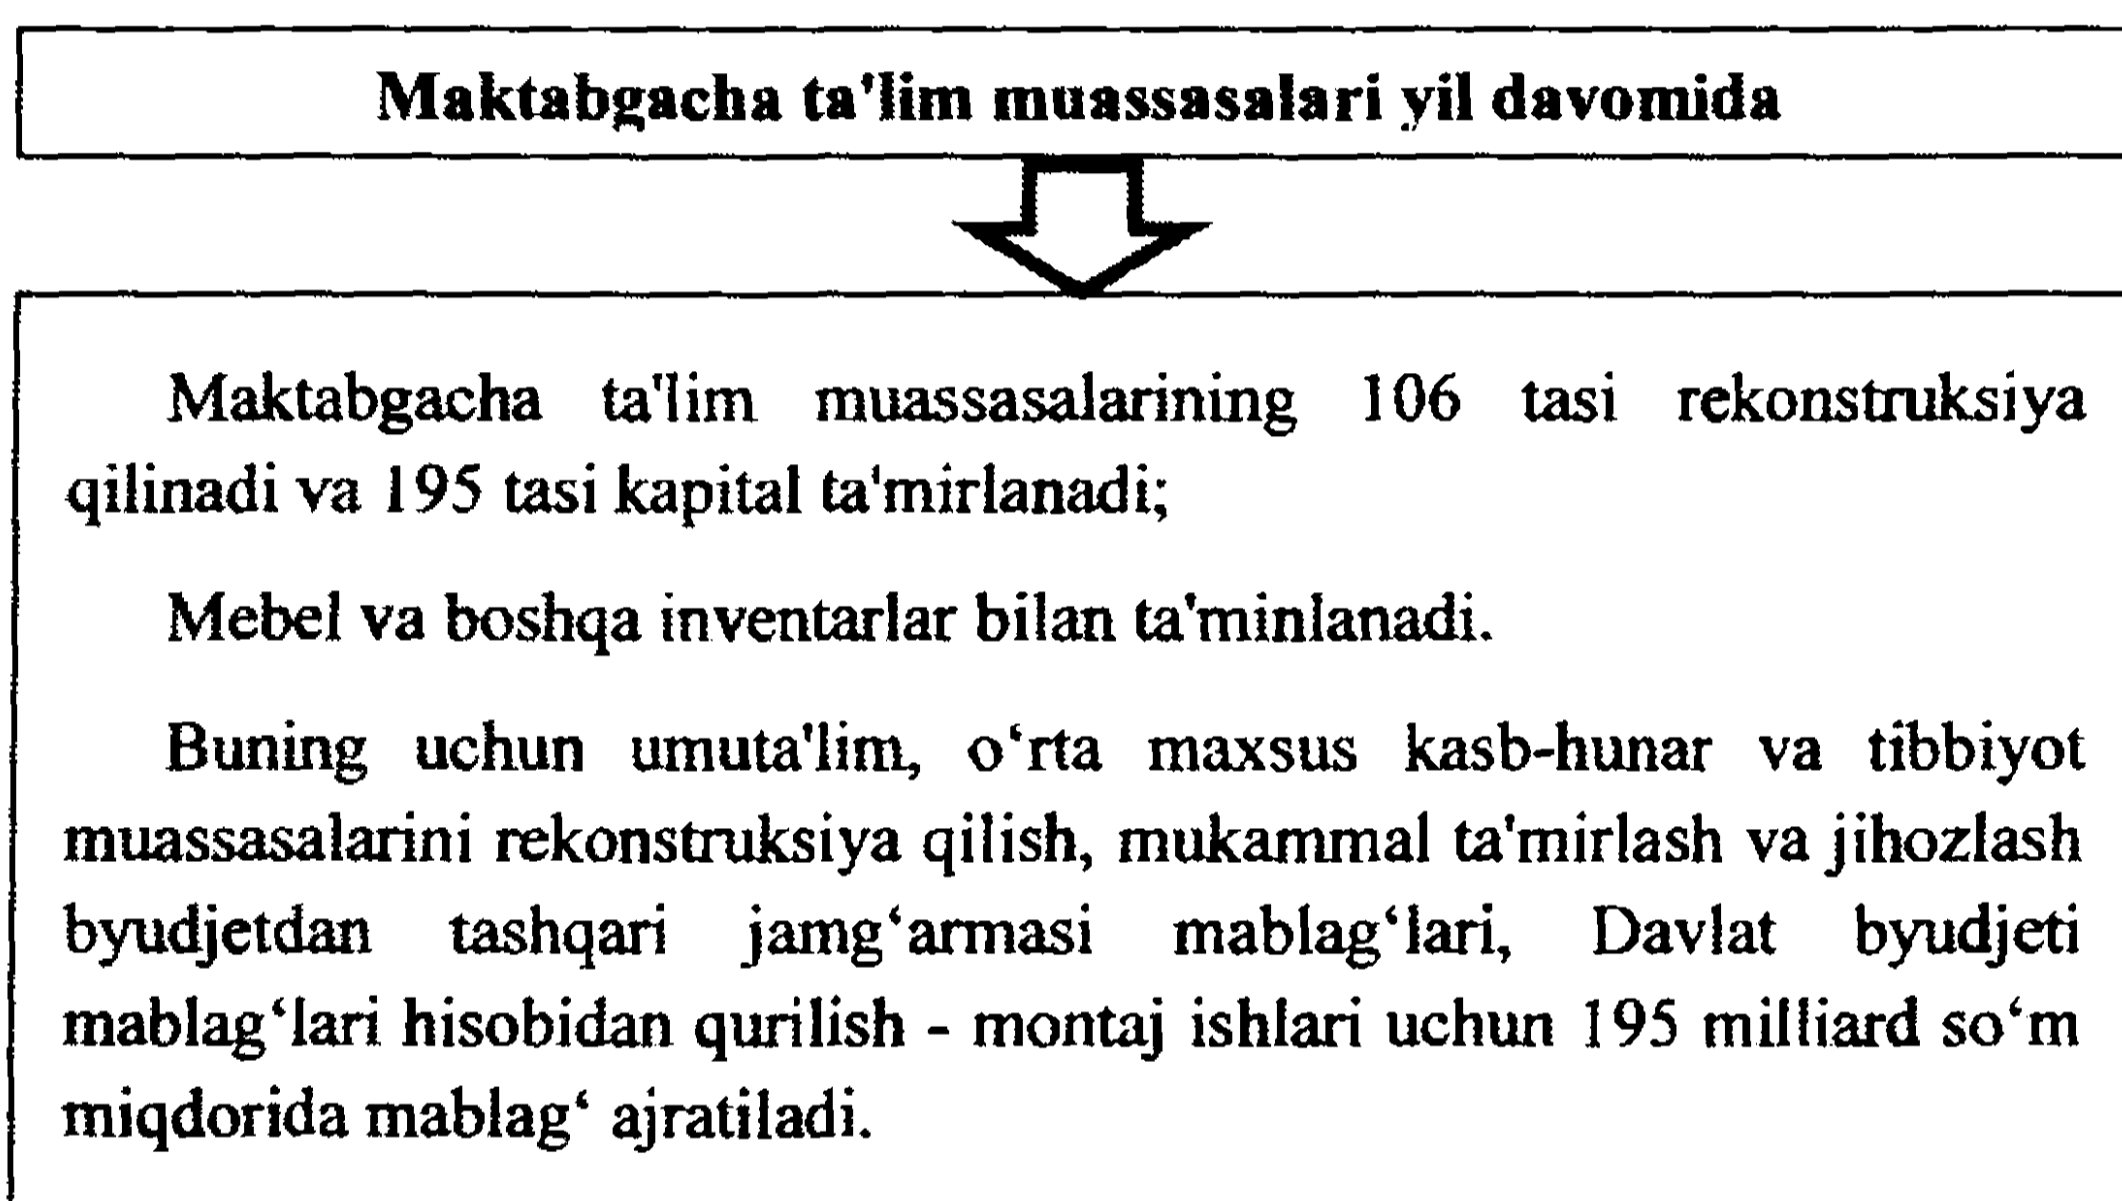 Maktabgacha ta'lim muassasalari yil davomida
Maktabgacha ta'lim muassasalarining 106 tasi rekonstruksiya
qilinadi va 195 tasi kapital ta'mirlanadi;
Mebel va boshqa inventarlar bilan ta'minlanadi.
Buning uchun umuta'lim, o‘rta maxsus kasb-hunar va tibbiyot
muassasalarini rekonstruksiya qilish, mukammal ta'mirlash va jihozlash
byudjetdan tashqari jamg‘armasi mablag‘lari, Davlat byudjeti
mablag‘lari hisobidan qurilish - montaj ishlari uchun 195 milliard so‘m
miqdorida mablag‘ ajratiladi.